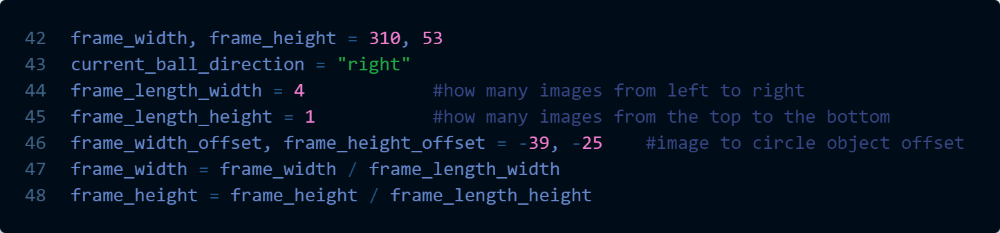 42 frame_width, frame_height = 310, 53
43 current_ball_direction = "right"
44 frame_length_width = 4 #how many images from left to right
45 frame_length_height = 1 #how many images from the top to the bottom
46 frame_width_offset, frame_height_offset = -39, -25 #image to circle object offset
47 frame_width = frame_width / frame_length_width
48 frame_height = frame_height / frame_length_height